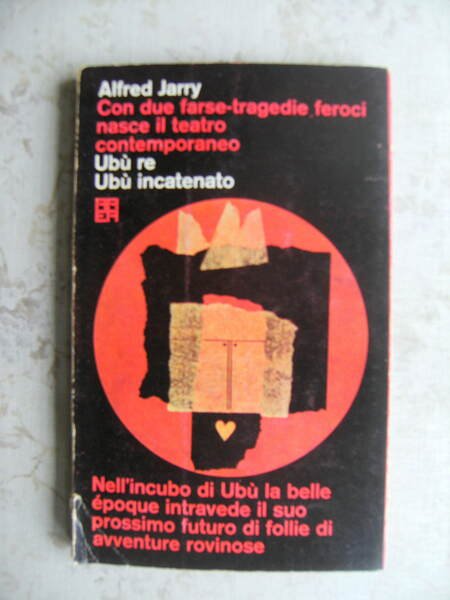 Alfred Jarry
Con due farse-tragedie feroci
nasce il teatro
contemporaneo
Ubù re
Ubù incatenato
Nell'incubo di Ubù la belle
époque intravede il suo
prossimo futuro di follie di
avventure rovinose